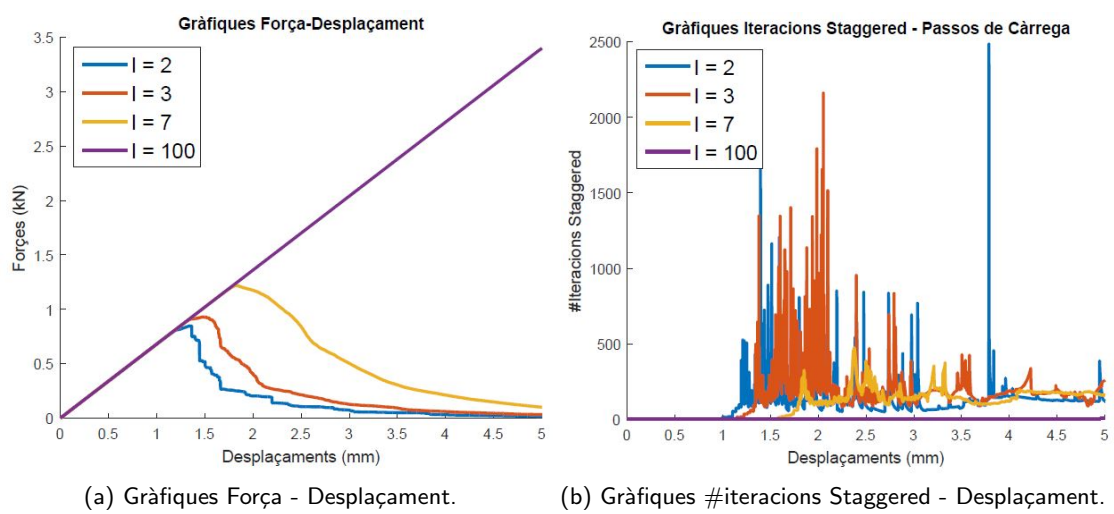 Gràfiques Força-Desplaçament
3.5
3
2.5
2
1.5
1
0.5
0
Forçes (kN)
l = 2
l = 3
l = 7
l = 100
0 0.5 1 1.5 2 2.5 3 3.5 4 4.5 5
Desplaçaments (mm)
(a) Gràfiques Força - Desplaçament.
Gràfiques Iteracions Staggered - Passos de Càrrega
2500
2000
1500
1000
500
0
#Iteracions Staggered
l = 2
l = 3
l = 7
l = 100
0 0.5 1 1.5 2 2.5 3 3.5 4 4.5 5
Desplaçaments (mm)
(b) Gràfiques #iteracions Staggered - Desplaçament.